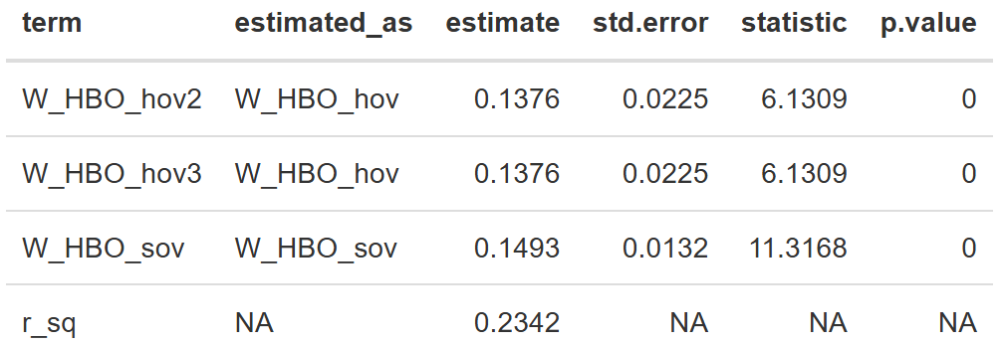 term estimated_as estimate std.error statistic p.value
W_HBO_hov2 W_HBO_hov 0.1376 0.0225 6.1309 0
W_HBO_hov3 W_HBO_hov 0.1376 0.0225 6.1309 0
W_HBO_sov W_HBO_sov 0.1493 0.0132 11.3168 0
r_sq NA 0.2342 NA NA NA